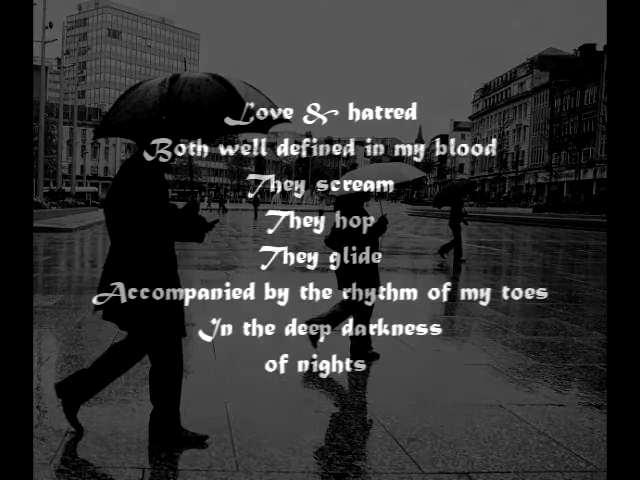 Love & hatred
Both well defined in my blood
They scream
They hop
They glide
Accompanied by the rhythm of my toes
In the deep darkness
of nights